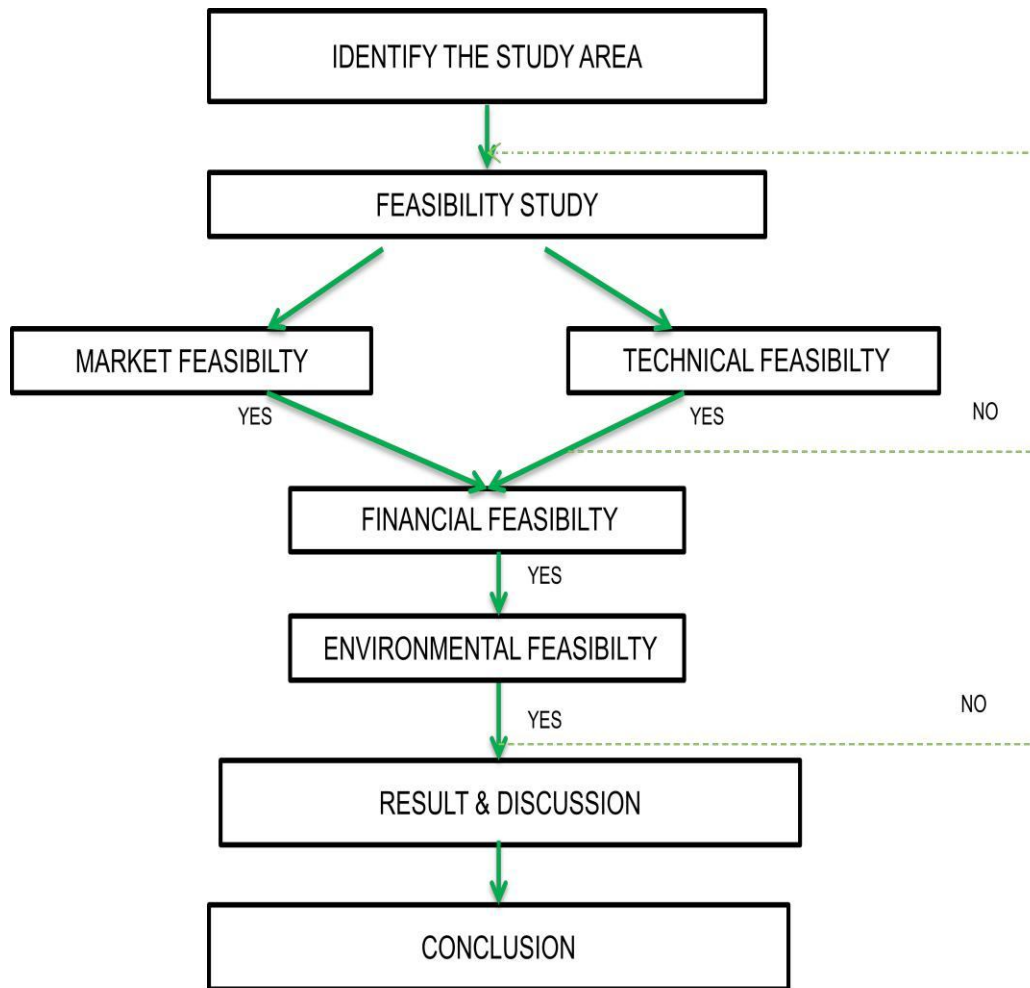 IDENTIFY THE STUDY AREA
FEASIBILITY STUDY
MARKET FEASIBILTY
TECHNICAL FEASIBILTY
YES
YES
NO
FINANCIAL FEASIBILTY
YES
ENVIRONMENTAL FEASIBILTY
YES
NO
RESULT & DISCUSSION
CONCLUSION